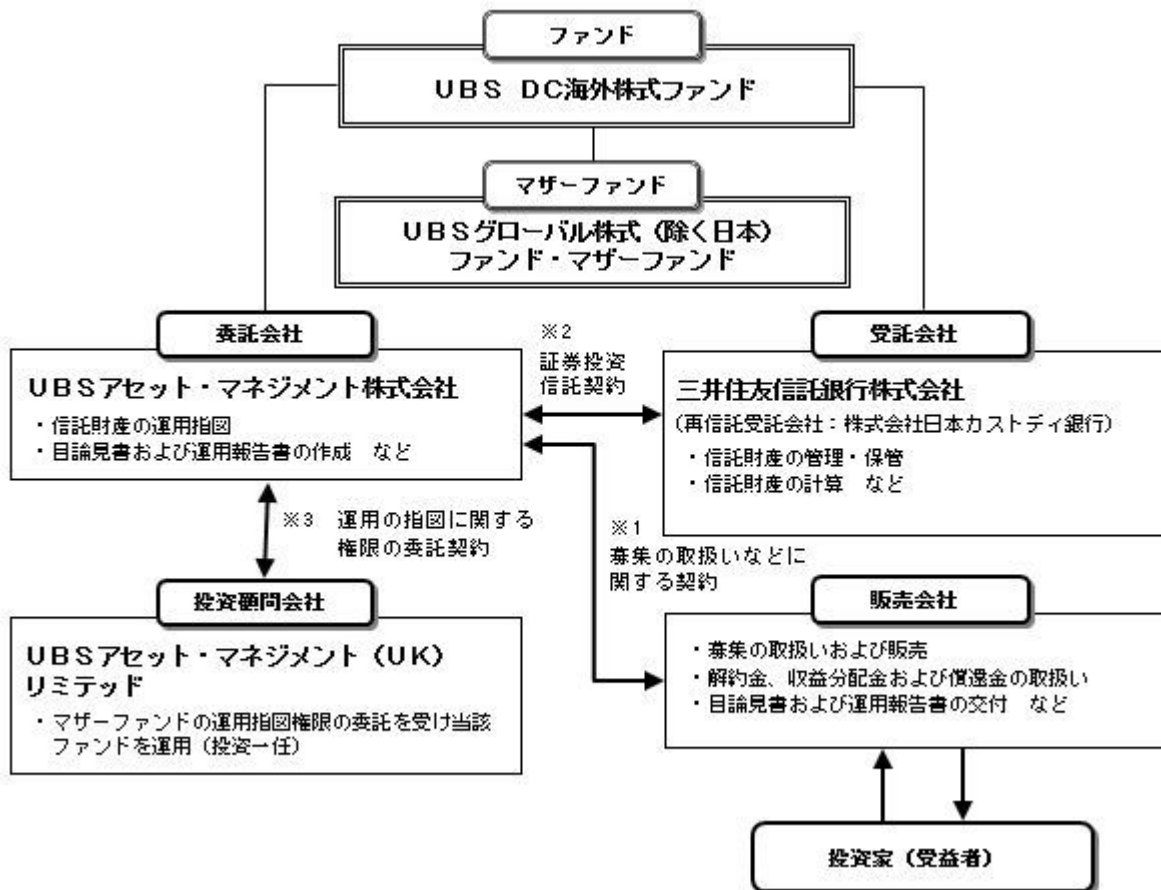 ファンド
UBS DC海外株式ファンド
マザーファンド
UBSグローバル株式（除く日本）
ファンド・マザーファンド
委託会社
UBSアセット・マネジメント株式会社
・信託財産の運用指図
・目論見書および運用報告書の作成 など
※2
証券投資
信託契約
受託会社
三井住友信託銀行株式会社
（再信託受託会社：株式会社日本カストディ銀行）
・信託財産の管理・保管
・信託財産の計算 など
※3 運用の指図に関する
権限の委託契約
※1
募集の取扱いなどに
関する契約
投資顧問会社
UBSアセット・マネジメント（UK）
リミテッド
・マザーファンドの運用指図権限の委託を受け当該
ファンドを運用（投資一任）
販売会社
・募集の取扱いおよび販売
・解約金、収益分配金および償還金の取扱い
・目論見書および運用報告書の交付 など
投資家（受益者）